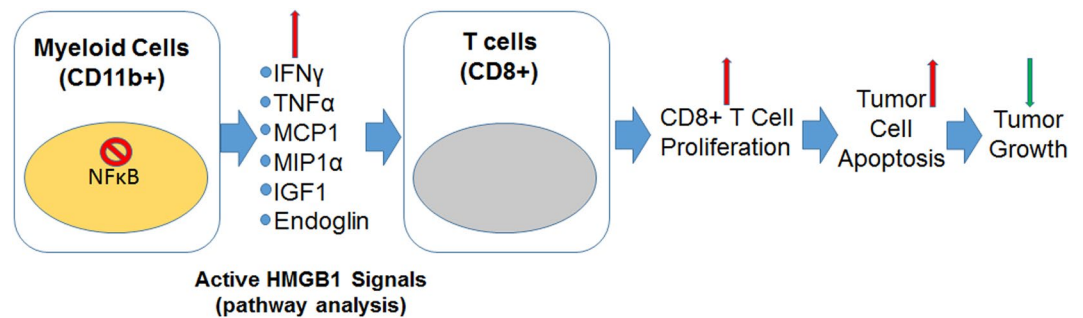 Myeloid Cells
(CD11b+)
NFκB
IFNγ
TNFα
MCP1
MIP1α
IGF1
Endoglin
Active HMGB1 Signals
(pathway analysis)
T cells
(CD8+)
CD8+ T Cell
Proliferation
Tumor
Cell
Apoptosis
Tumor
Growth